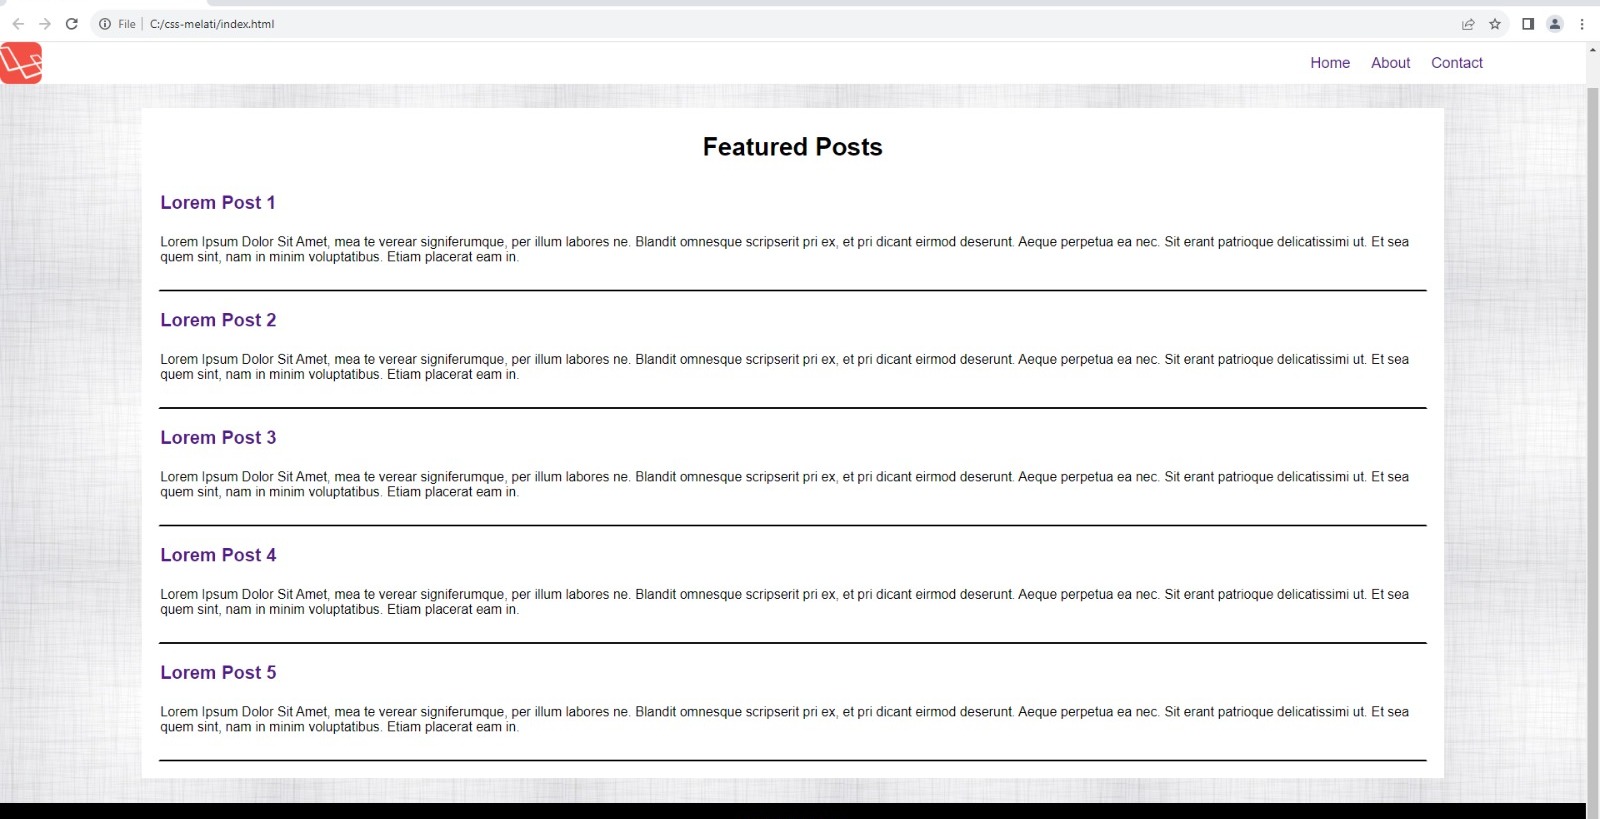 File | C:/css-melati/index.html
Home About Contact
Featured Posts
Lorem Post 1
Lorem Ipsum Dolor Sit Amet, mea te verear signiferumque, per illum labores ne. Blandit omnesque scripserit pri ex, et pri dicant eirmod deserunt. Aeque perpetua ea nec. Sit erant patrioque delicatissimi ut. Et sea
quem sint, nam in minim voluptatibus. Etiam placerat eam in.
Lorem Post 2
Lorem Ipsum Dolor Sit Amet, mea te verear signiferumque, per illum labores ne. Blandit omnesque scripserit pri ex, et pri dicant eirmod deserunt. Aeque perpetua ea nec. Sit erant patrioque delicatissimi ut. Et sea
quem sint, nam in minim voluptatibus. Etiam placerat eam in.
Lorem Post 3
Lorem Ipsum Dolor Sit Amet, mea te verear signiferumque, per illum labores ne. Blandit omnesque scripserit pri ex, et pri dicant eirmod deserunt. Aeque perpetua ea nec. Sit erant patrioque delicatissimi ut. Et sea
quem sint, nam in minim voluptatibus. Etiam placerat eam in.
Lorem Post 4
Lorem Ipsum Dolor Sit Amet, mea te verear signiferumque, per illum labores ne. Blandit omnesque scripserit pri ex, et pri dicant eirmod deserunt. Aeque perpetua ea nec. Sit erant patrioque delicatissimi ut. Et sea
quem sint, nam in minim voluptatibus. Etiam placerat eam in.
Lorem Post 5
Lorem Ipsum Dolor Sit Amet, mea te verear signiferumque, per illum labores ne. Blandit omnesque scripserit pri ex, et pri dicant eirmod deserunt. Aeque perpetua ea nec. Sit erant patrioque delicatissimi ut. Et sea
quem sint, nam in minim voluptatibus. Etiam placerat eam in.